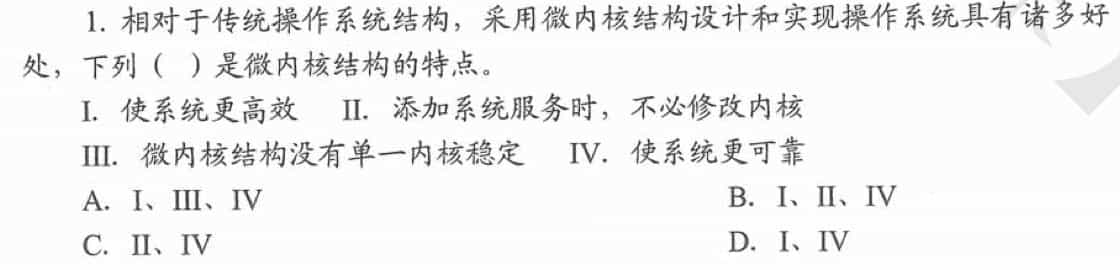 1. 相对于传统操作系统结构，采用微内核结构设计和实现操作系统具有诸多好
处，下列（ ）是微内核结构的特点。
I. 使系统更高效 II. 添加系统服务时，不必修改内核
III. 微内核结构没有单一内核稳定 IV. 使系统更可靠
A. I、III、IV B. I、II、IV
C. II、IV D. I、IV